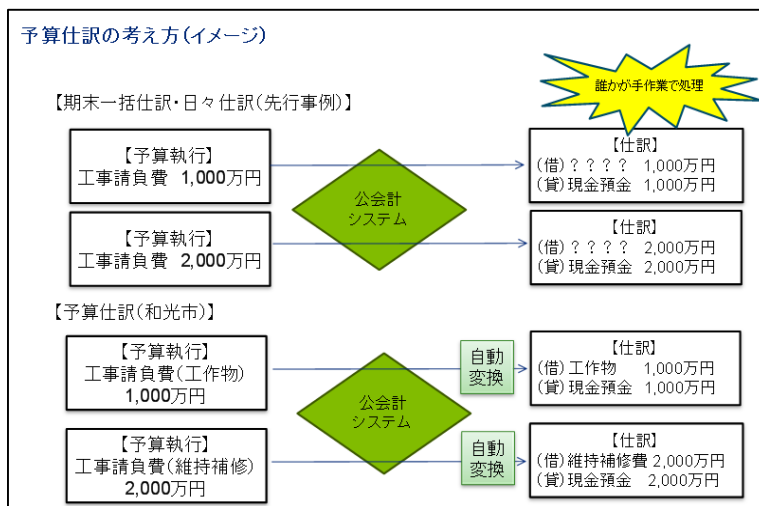 予算仕訳の考え方(イメージ)
誰かが手作業で処理
【期末一括仕訳・日々仕訳(先行事例)】
【予算執行】
工事請負費 1,000万円
公会計
システム
【仕訳】
(借)？？？？ 1,000万円
(貸)現金預金 1,000万円
【予算執行】
工事請負費 2,000万円
【仕訳】
(借)？？？？ 2,000万円
(貸)現金預金 2,000万円
【予算仕訳(和光市)】
【予算執行】
工事請負費(工作物)
1,000万円
公会計
システム
自動
変換
【仕訳】
(借)工作物 1,000万円
(貸)現金預金 1,000万円
【予算執行】
工事請負費(維持補修)
2,000万円
自動
変換
【仕訳】
(借)維持補修費 2,000万円
(貸)現金預金 2,000万円